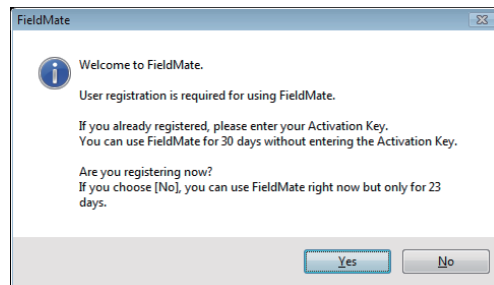 FieldMate
Welcome to FieldMate.
User registration is required for using FieldMate.
If you already registered, please enter your Activation Key.
You can use FieldMate for 30 days without entering the Activation Key.
Are you registering now?
If you choose [No], you can use FieldMate right now but only for 23
days.
Yes
No